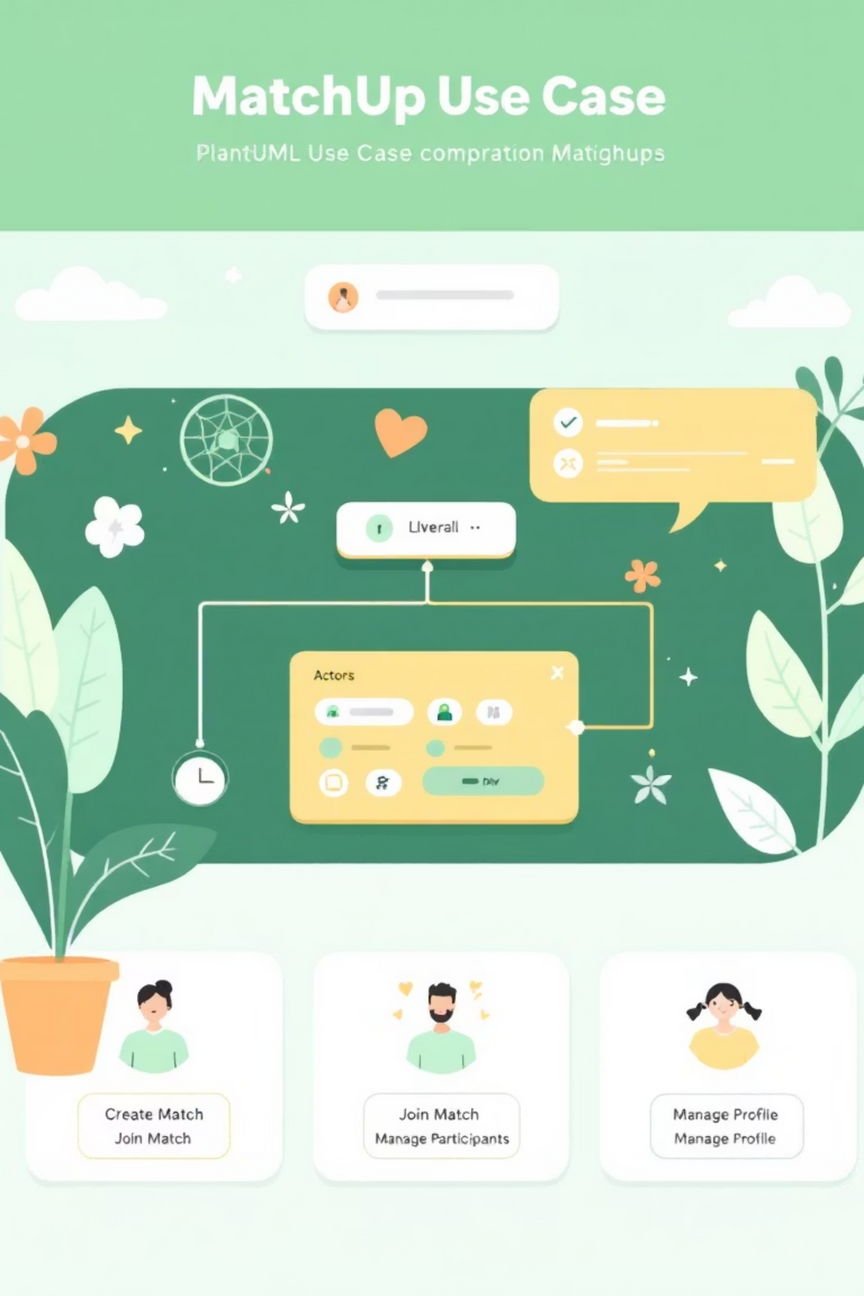 MatchUp Use Case
PlantUML Use Case compration Matighups
Liverall ··
Actors
Create Match
Join Match
Join Match
Manage Participants
Manage Profile
Manage Profile